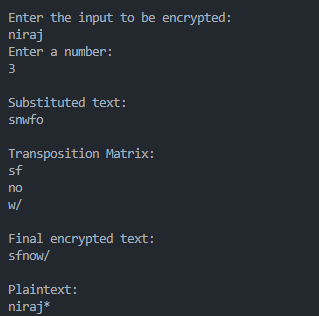 Enter the input to be encrypted:
niraj
Enter a number:
3
Substituted text:
snwfo
Transposition Matrix:
sf
no
w/
Final encrypted text:
sfnow/
Plaintext:
niraj*